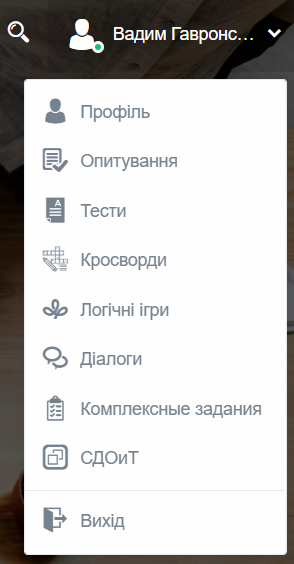 Вадим Гавронс...
Профіль
Опитування
Тести
Кросворди
Логічні ігри
Діалоги
Комплексные задания
СДОиТ
Вихід